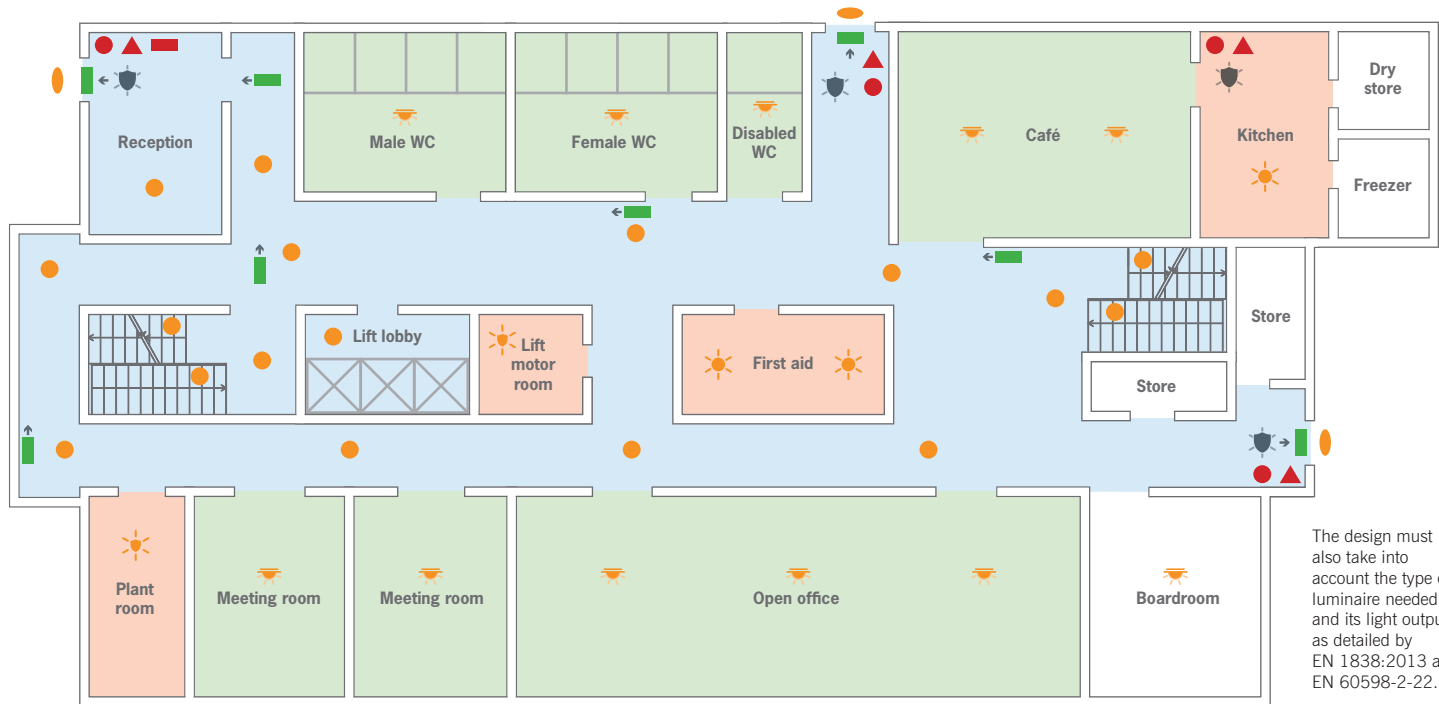 Dry
store
Reception
Male WC
Female WC
Disabled
WC
Café
Kitchen
Freezer
Lift lobby
Lift
motor
room
First aid
Store
Store
Plant
room
Meeting room
Meeting room
Open office
Boardroom
The design must
also take into
account the type
luminaire needed
and its light
as detailed by
EN 1838:2013
EN 60598-2-22.